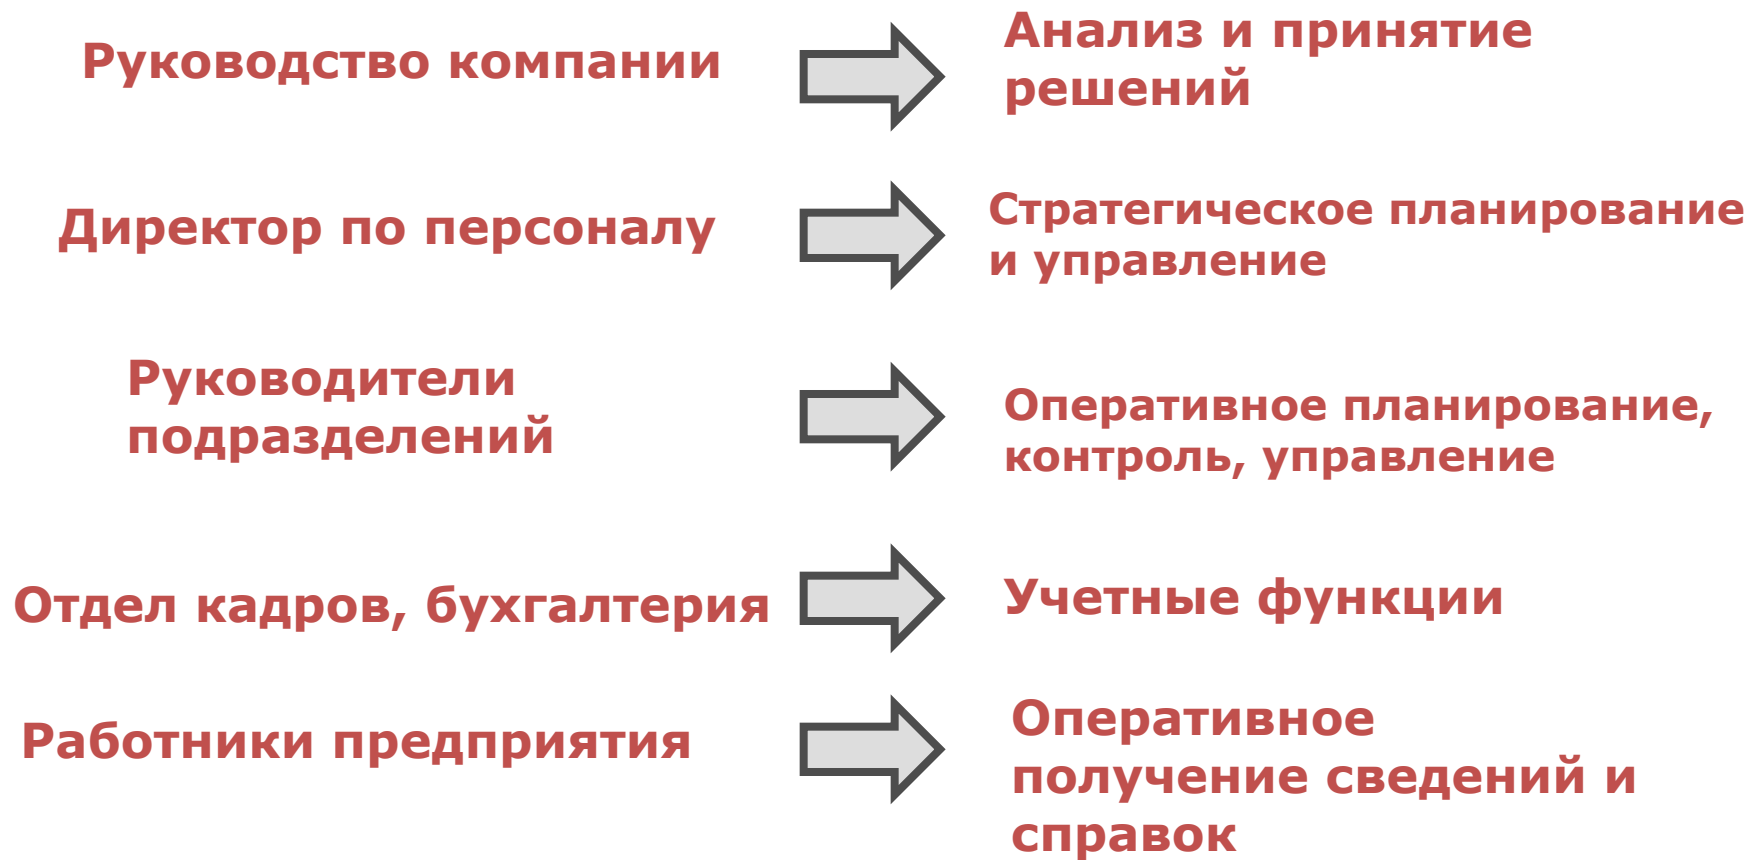 Руководство компании
Анализ и принятие
решений
Директор по персоналу
Стратегическое планирование
и управление
Руководители
подразделений
Оперативное планирование,
контроль, управление
Отдел кадров, бухгалтерия
Учетные функции
Работники предприятия
Оперативное
получение сведений и
справок